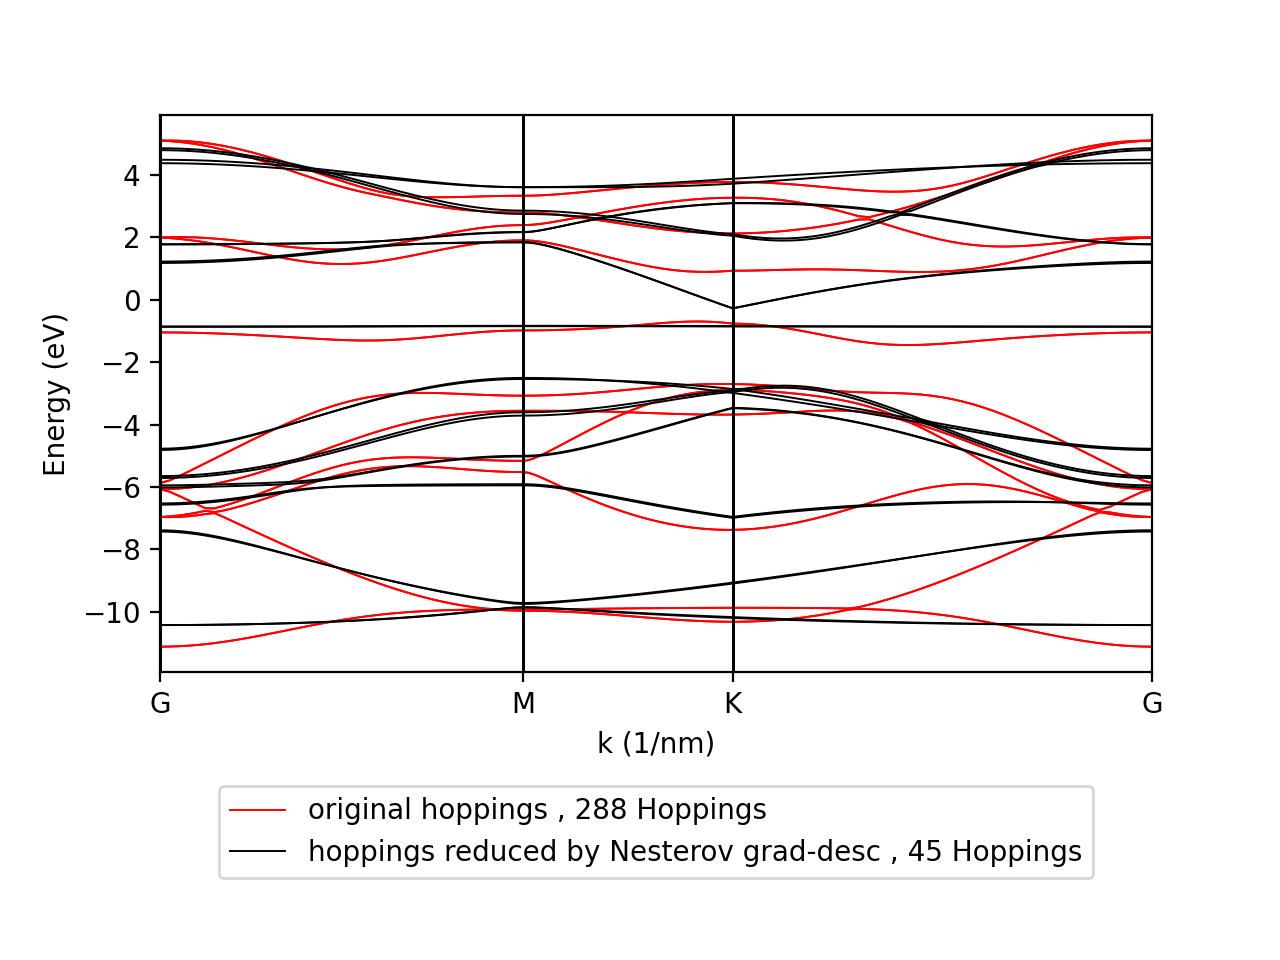 4
2
0
−2
−4
−6
−8
−10
Energy (eV)
G M K G
k (1/nm)
original hoppings , 288 Hoppings
hoppings reduced by Nesterov grad-desc , 45 Hoppings